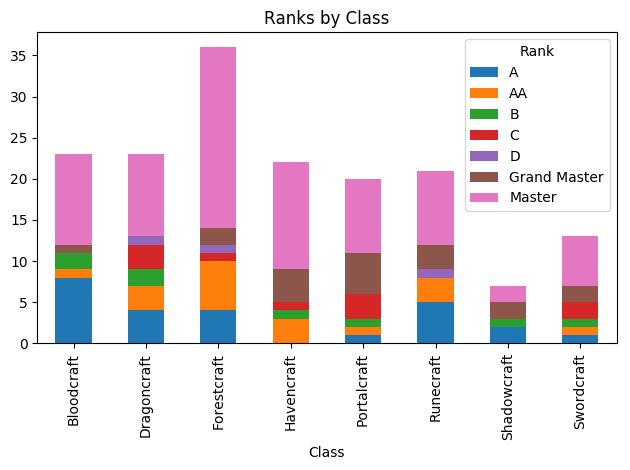 Ranks by Class
35
30
25
20
15
10
5
0
Rank
A
AA
B
C
D
Grand Master
Master
Bloodcraft
Dragoncraft
Forestcraft
Havencraft
Portalcraft
Runecraft
Shadowcraft
Swordcraft
Class